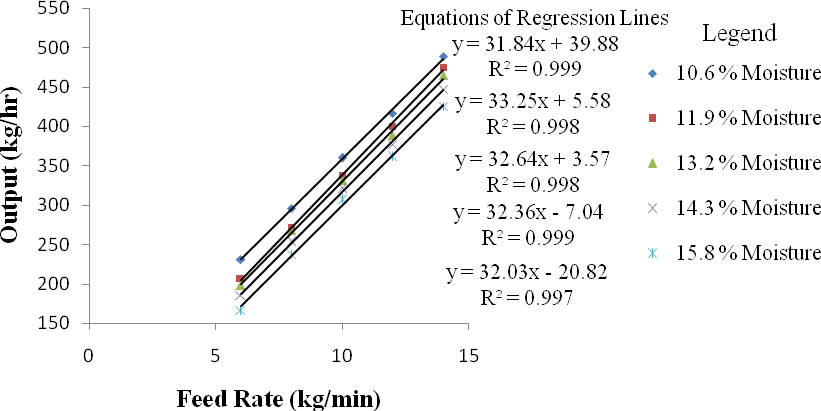 550
500
450
400
350
300
250
200
150
0
5
10
15
Output (kg/hr)
Feed Rate (kg/min)
Equations of Regression Lines
y = 31.84x + 39.88
R² = 0.999
y = 33.25x + 5.58
R² = 0.998
y = 32.64x + 3.57
R² = 0.998
y = 32.36x - 7.04
R² = 0.999
y = 32.03x - 20.82
R² = 0.997
Legend
10.6 % Moisture
11.9 % Moisture
13.2 % Moisture
14.3 % Moisture
15.8 % Moisture